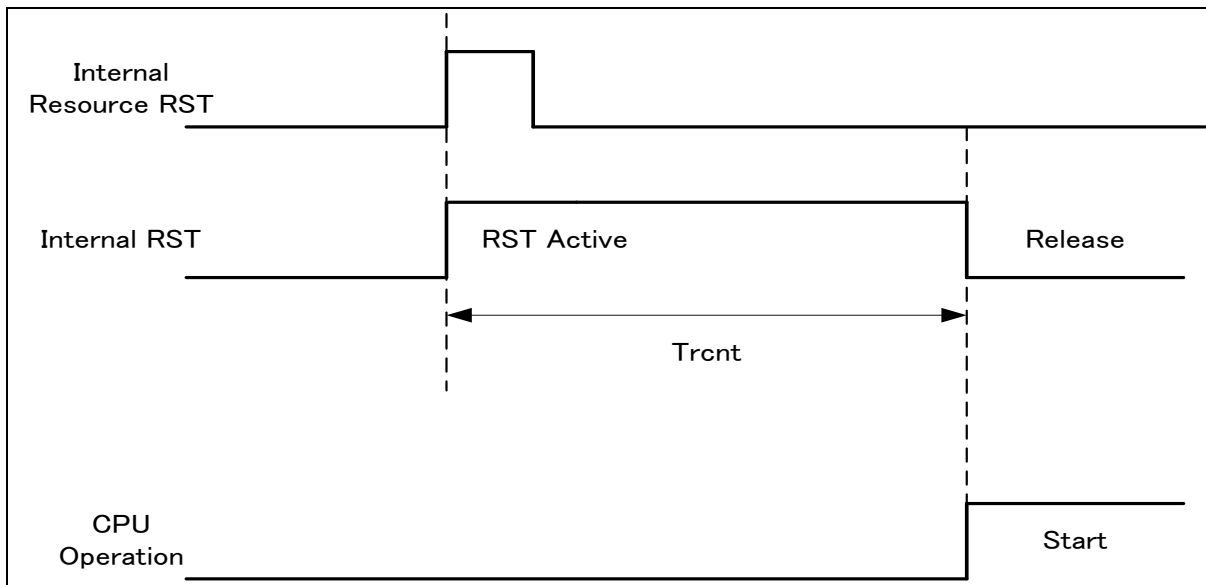 Internal
Resource RST
Internal RST
RST Active
Release
Trcnt
CPU
Operation
Start